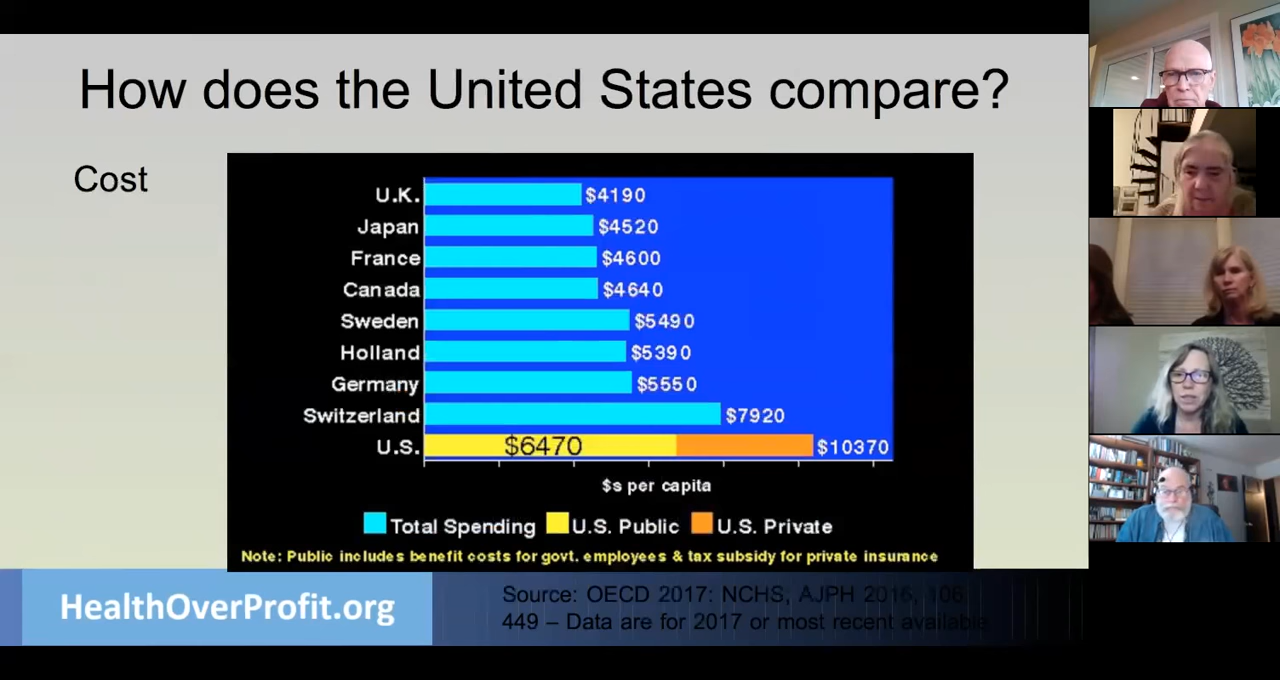 How does the United States compare?
Cost
U.K. $4190
Japan $4520
France $4600
Canada $4640
Sweden $5490
Holland $5390
Germany $5550
Switzerland $7920
U.S. $6470 $10370
$s per capita
Total Spending U.S. Public U.S. Private
Note: Public includes benefit costs for govt. employees & tax subsidy for private insurance
HealthOverProfit.org
Source: OECD 2017: NCHS, AJPH 2016, 106:
449 – Data are for 2017 or most recent available